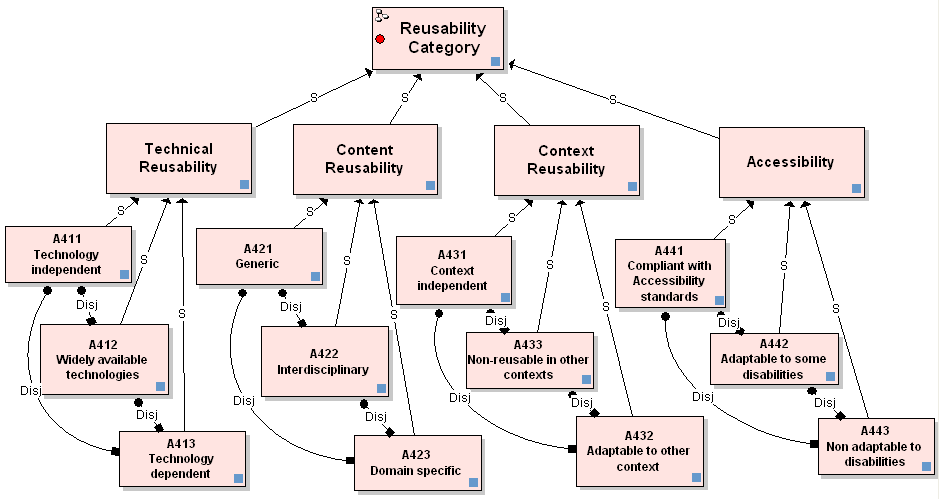 Reusability
Category
S
S
S
S
Technical
Reusability
Content
Reusability
Context
Reusability
Accessibility
S
S
S
S
A411
Technology
independent
A421
Generic
A431
Context
independent
A441
Compliant with
Accessibility
standards
S
S
S
S
S
S
S
S
Disj
Disj
Disj
Disj
A412
Widely available
technologies
A422
Interdisciplinary
A433
Non-reusable in other
contexts
A442
Adaptable to some
disabilities
Disj
Disj
Disj
Disj
Disj
Disj
Disj
Disj
A413
Technology
dependent
A423
Domain specific
A432
Adaptable to other
context
A443
Non adaptable to
disabilities